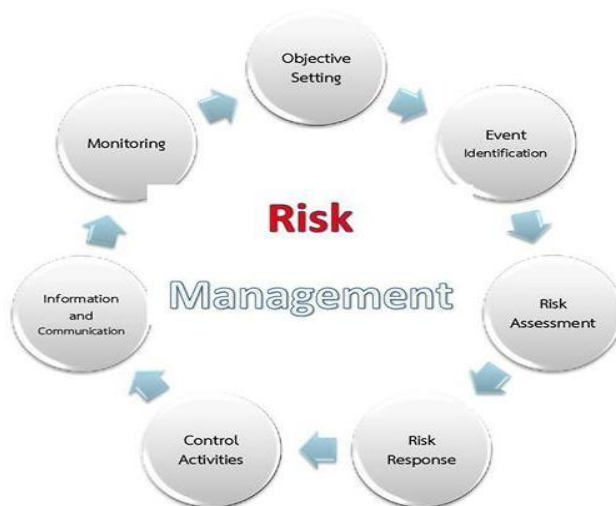 Objective
Setting
Event
Identification
Risk
Assessment
Risk
Response
Control
Activities
Information
and
Communication
Monitoring
Risk
Management